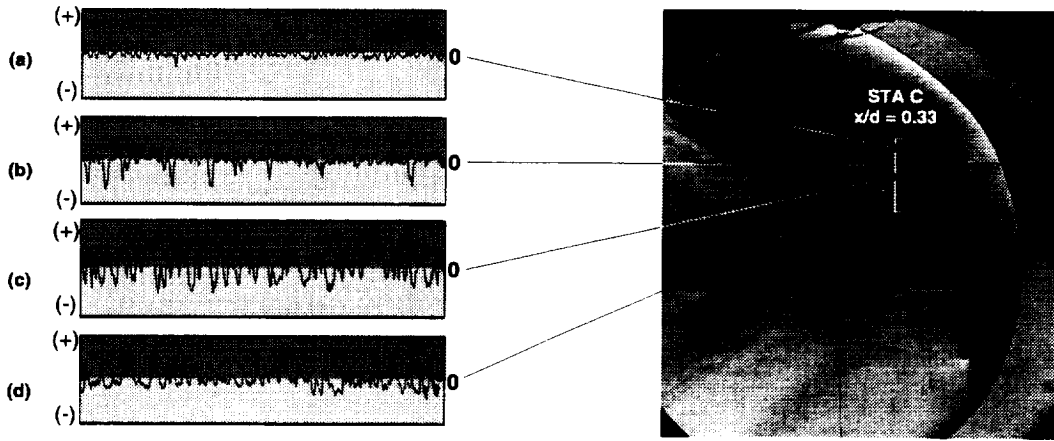 (+)
(a)
0
(-)
(+)
(b)
0
(-)
(+)
(c)
0
(-)
(+)
(d)
0
(-)
STA C
x/d = 0.33